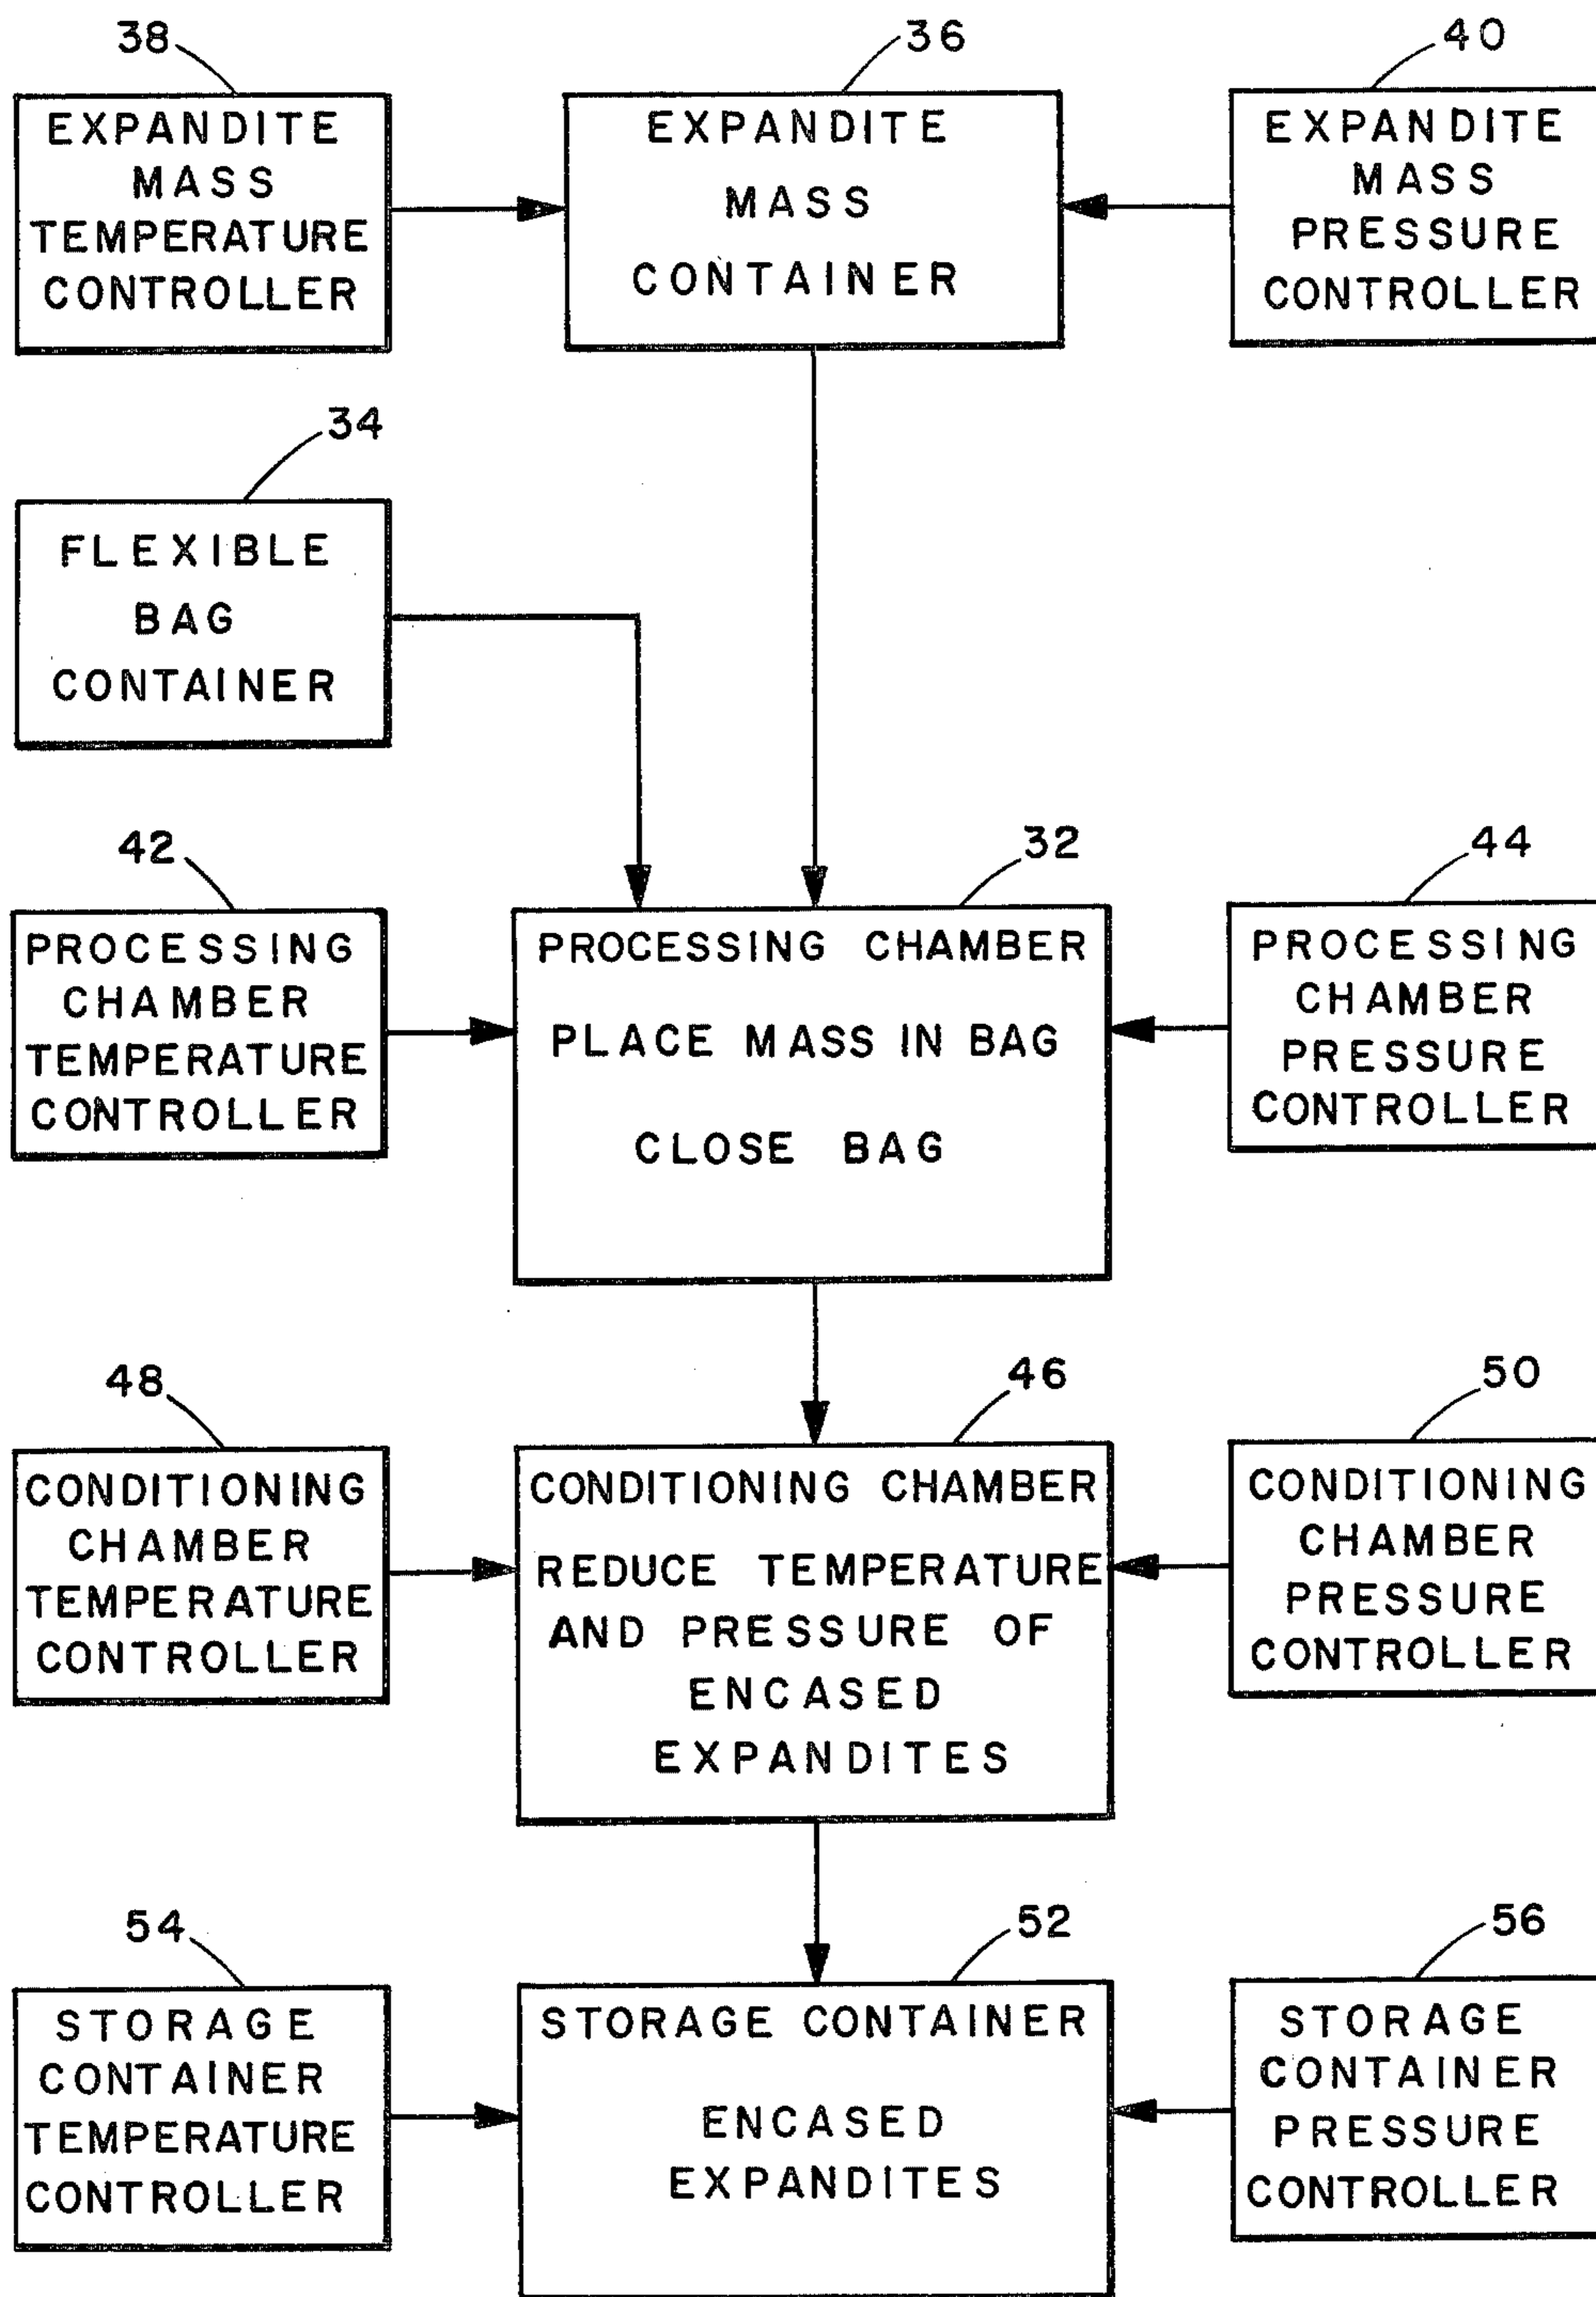 38
EXPANDITE
MASS
TEMPERATURE
CONTROLLER
36
EXPANDITE
MASS
CONTAINER
40
EXPANDITE
MASS
PRESSURE
CONTROLLER
34
FLEXIBLE
BAG
CONTAINER
42
PROCESSING
CHAMBER
TEMPERATURE
CONTROLLER
32
PROCESSING CHAMBER
PLACE MASS IN BAG
CLOSE BAG
44
PROCESSING
CHAMBER
PRESSURE
CONTROLLER
48
CONDITIONING
CHAMBER
TEMPERATURE
CONTROLLER
46
CONDITIONING CHAMBER
REDUCE TEMPERATURE
AND PRESSURE OF
ENCASED
EXPANDITES
50
CONDITIONING
CHAMBER
PRESSURE
CONTROLLER
54
STORAGE
CONTAINER
TEMPERATURE
CONTROLLER
52
STORAGE CONTAINER
ENCASED
EXPANDITES
56
STORAGE
CONTAINER
PRESSURE
CONTROLLER